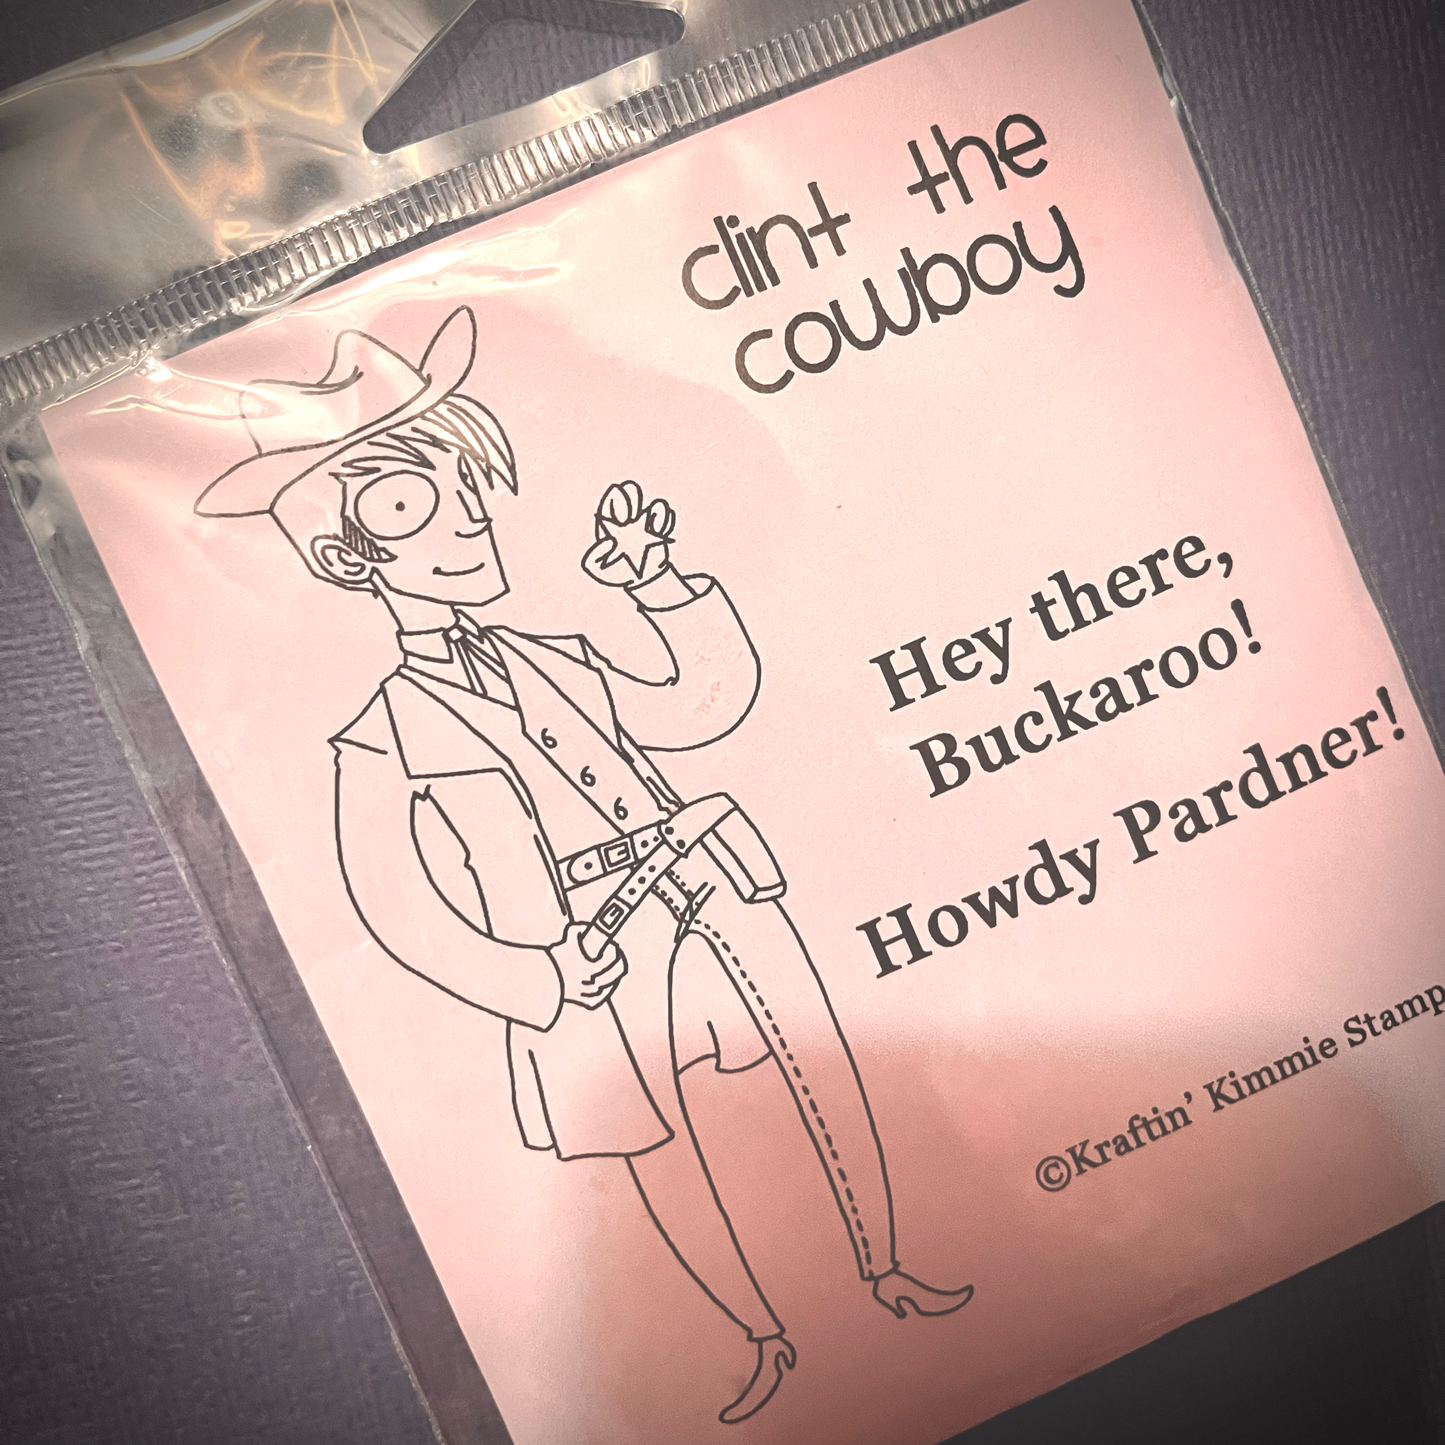 clint the
cowboy
Hey there,
Buckaroo!
Howdy Pardner!
©Kraftin' Kimmie Stamp